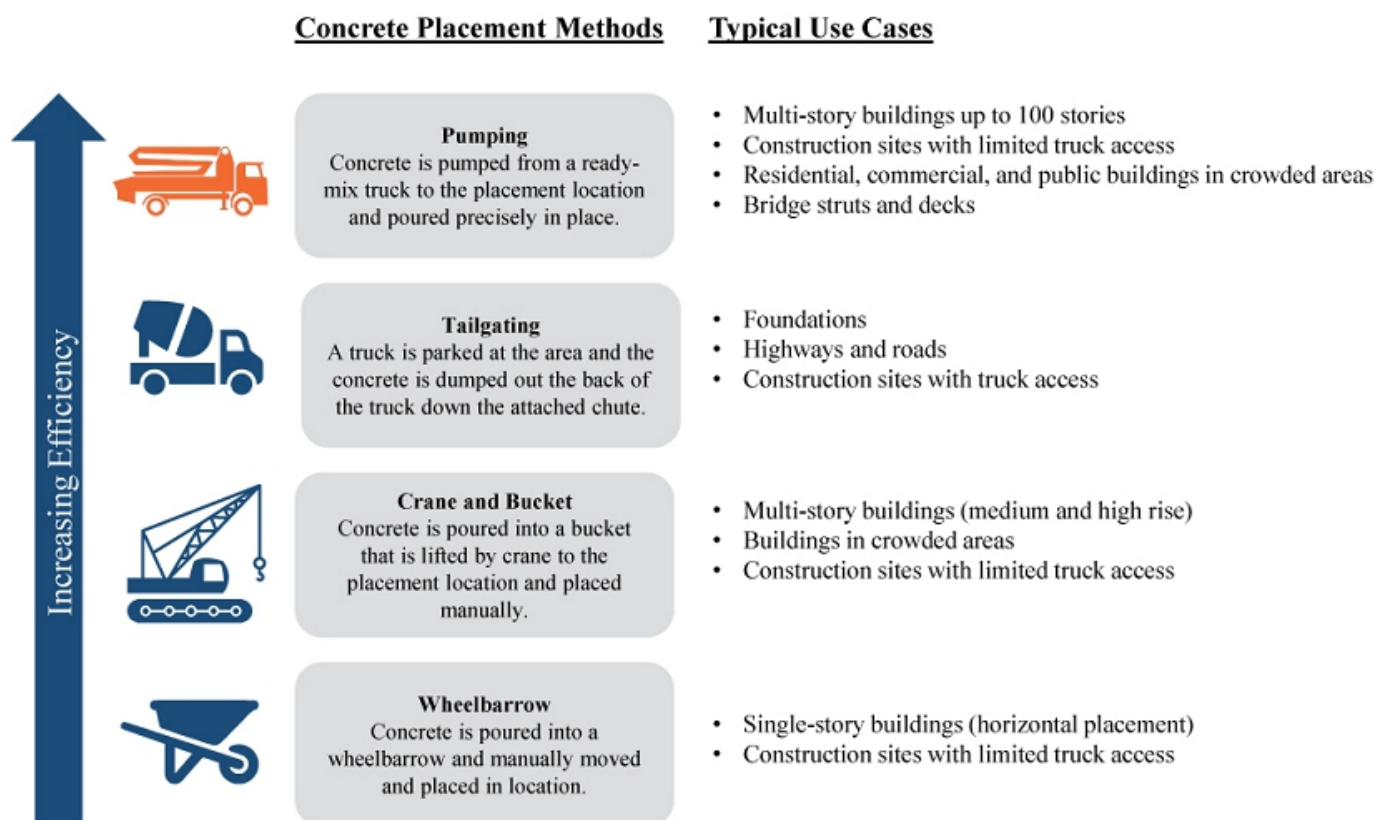 Concrete Placement Methods
Typical Use Cases
Increasing Efficiency
Pumping
Concrete is pumped from a ready-
mix truck to the placement location
and poured precisely in place.
• Multi-story buildings up to 100 stories
• Construction sites with limited truck access
• Residential, commercial, and public buildings in crowded areas
• Bridge struts and decks
Tailgating
A truck is parked at the area and the
concrete is dumped out the back of
the truck down the attached chute.
• Foundations
• Highways and roads
• Construction sites with truck access
Crane and Bucket
Concrete is poured into a bucket
that is lifted by crane to the
placement location and placed
manually.
• Multi-story buildings (medium and high rise)
• Buildings in crowded areas
• Construction sites with limited truck access
Wheelbarrow
Concrete is poured into a
wheelbarrow and manually moved
and placed in location.
• Single-story buildings (horizontal placement)
• Construction sites with limited truck access